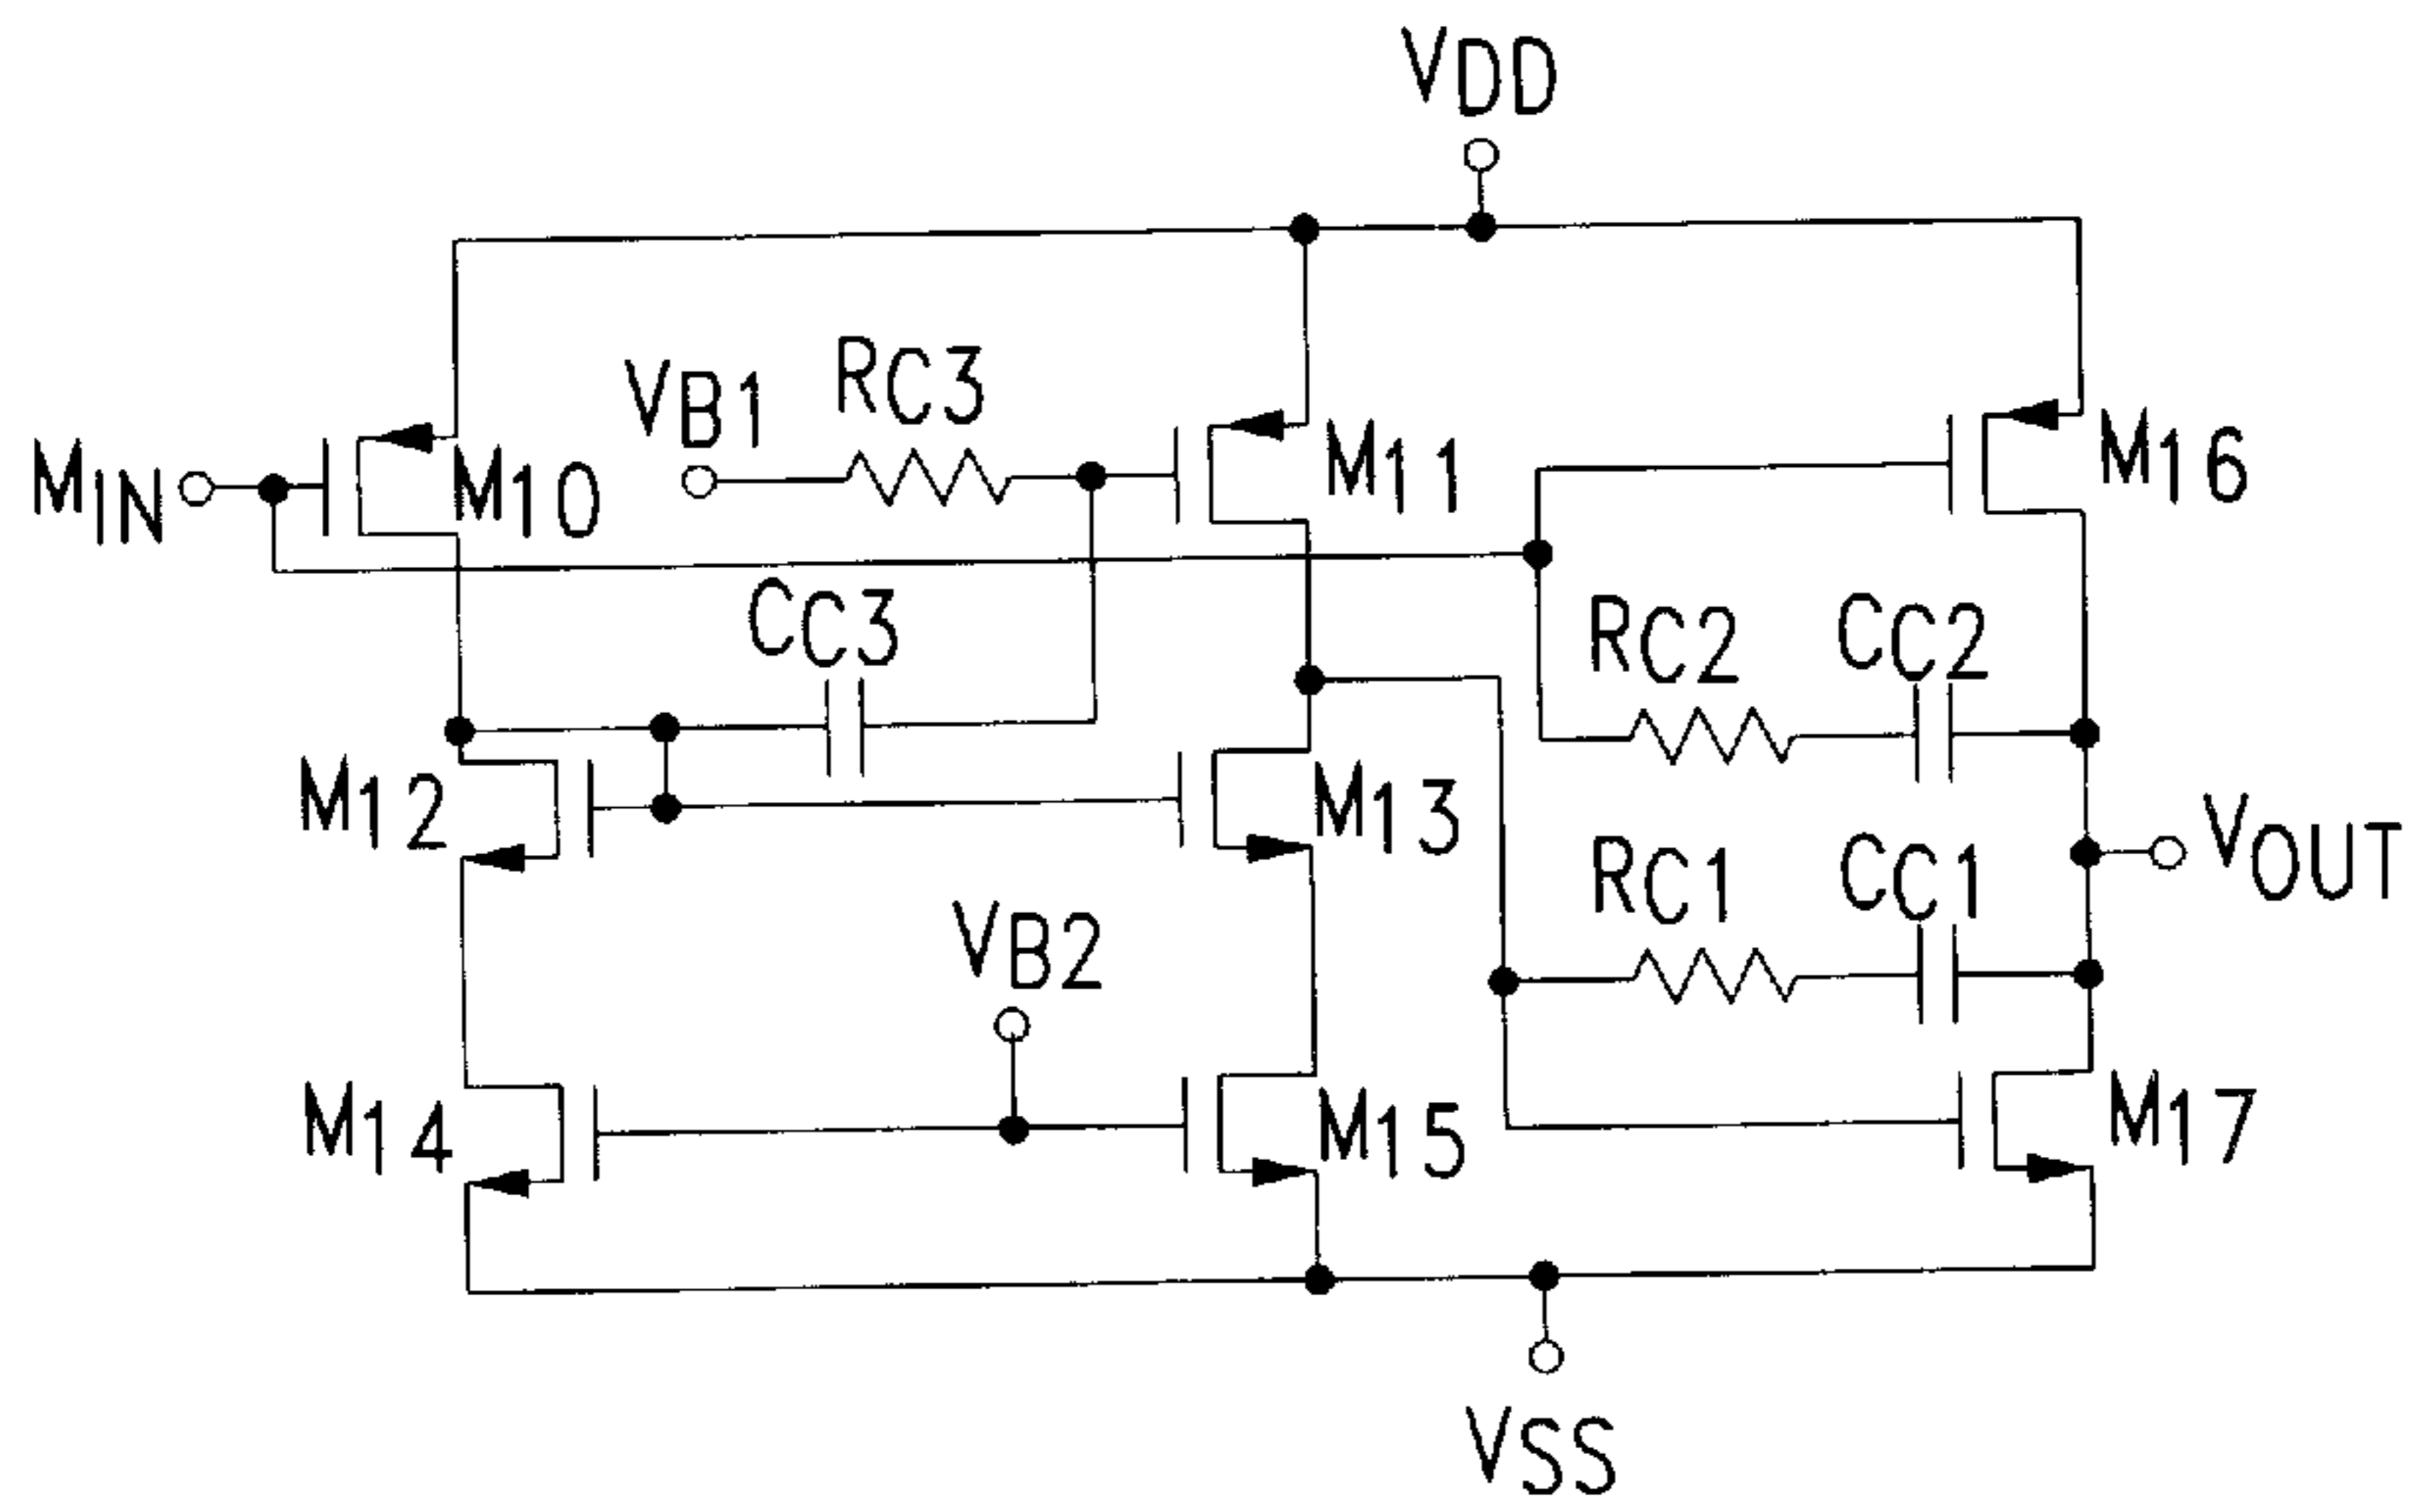 VDD
MIN
M10
VB1
RC3
M11
M16
CC3
RC2
CC2
M12
M13
RC1
CC1
VOUT
VB2
M14
M15
M17
VSS